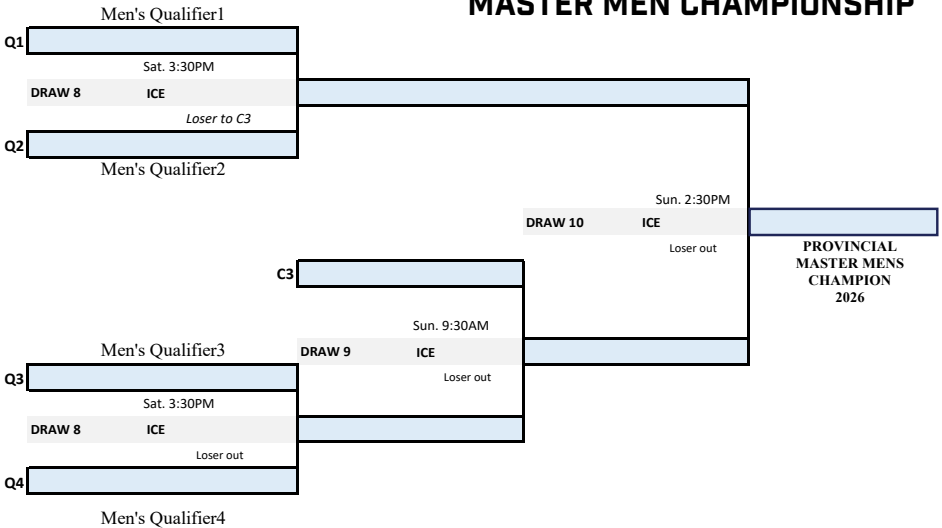 MASTER MEN CHAMPIONSHIP
Men's Qualifier1
Q1
Sat. 3:30PM
DRAW 8 ICE
Loser to C3
Q2
Men's Qualifier2
Sun. 2:30PM
DRAW 10 ICE
Loser out
PROVINCIAL
MASTER MENS
CHAMPION
2026
C3
Sun. 9:30AM
DRAW 9 ICE
Loser out
Men's Qualifier3
Q3
Sat. 3:30PM
DRAW 8 ICE
Loser out
Q4
Men's Qualifier4